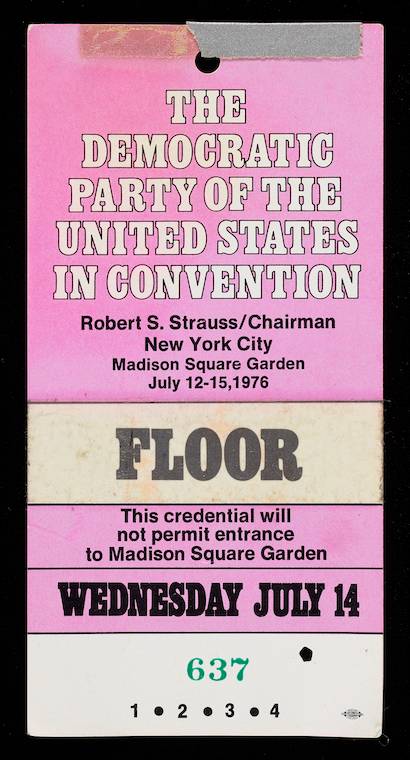 THE
DEMOCRATIC
PARTY OF THE
UNITED STATES
IN CONVENTION
Robert S. Strauss/Chairman
New York City
Madison Square Garden
July 12-15,1976
FLOOR
This credential will
not permit entrance
to Madison Square Garden
WEDNESDAY JULY 14
637
1 • 2 • 3 • 4